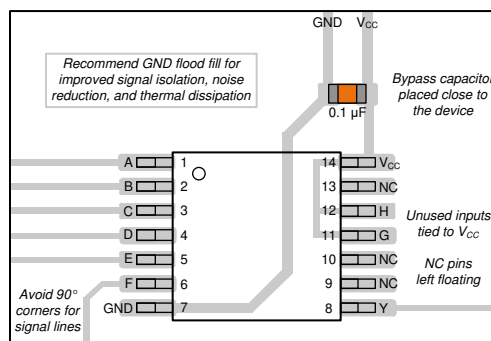 GND VCC
Recommend GND flood fill for
improved signal isolation, noise
reduction, and thermal dissipation
Bypass capacitor
placed close to
the device
0.1 µF
A 1 14 VCC
B 2 13 NC
C 3 12 H
D 4 11 G
E 5 10 NC
F 6 9 NC
GND 7 8 Y
Unused inputs
tied to VCC
NC pins
left floating
Avoid 90°
corners for
signal lines